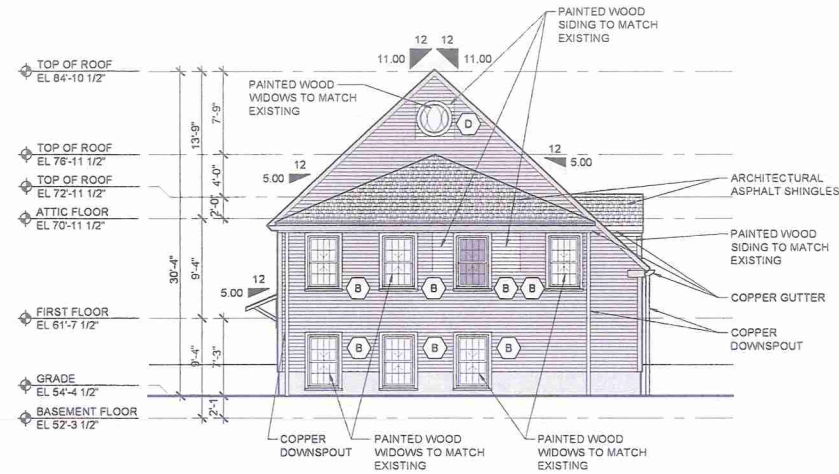 PAINTED WOOD
SIDING TO MATCH
EXISTING
12 12
11.00 11.00
TOP OF ROOF
EL 84'-10 1/2"
PAINTED WOOD
WIDOWS TO MATCH
EXISTING
D
7'-9"
13'-9"
TOP OF ROOF
EL 76'-11 1/2"
12
5.00
12
5.00
TOP OF ROOF
EL 72'-11 1/2"
4'-0"
ARCHITECTURAL
ASPHALT SHINGLES
ATTIC FLOOR
EL 70'-11 1/2"
2'-0"
PAINTED WOOD
SIDING TO MATCH
EXISTING
30'-4"
9'-4"
12
5.00
B B B B
COPPER GUTTER
FIRST FLOOR
EL 61'-7 1/2"
COPPER
DOWNSPOUT
B B B
9'-4"
7'-3"
GRADE
EL 54'-4 1/2"
BASEMENT FLOOR
EL 52'-3 1/2"
2'-1
COPPER
DOWNSPOUT
PAINTED WOOD
WIDOWS TO MATCH
EXISTING
PAINTED WOOD
WIDOWS TO MATCH
EXISTING